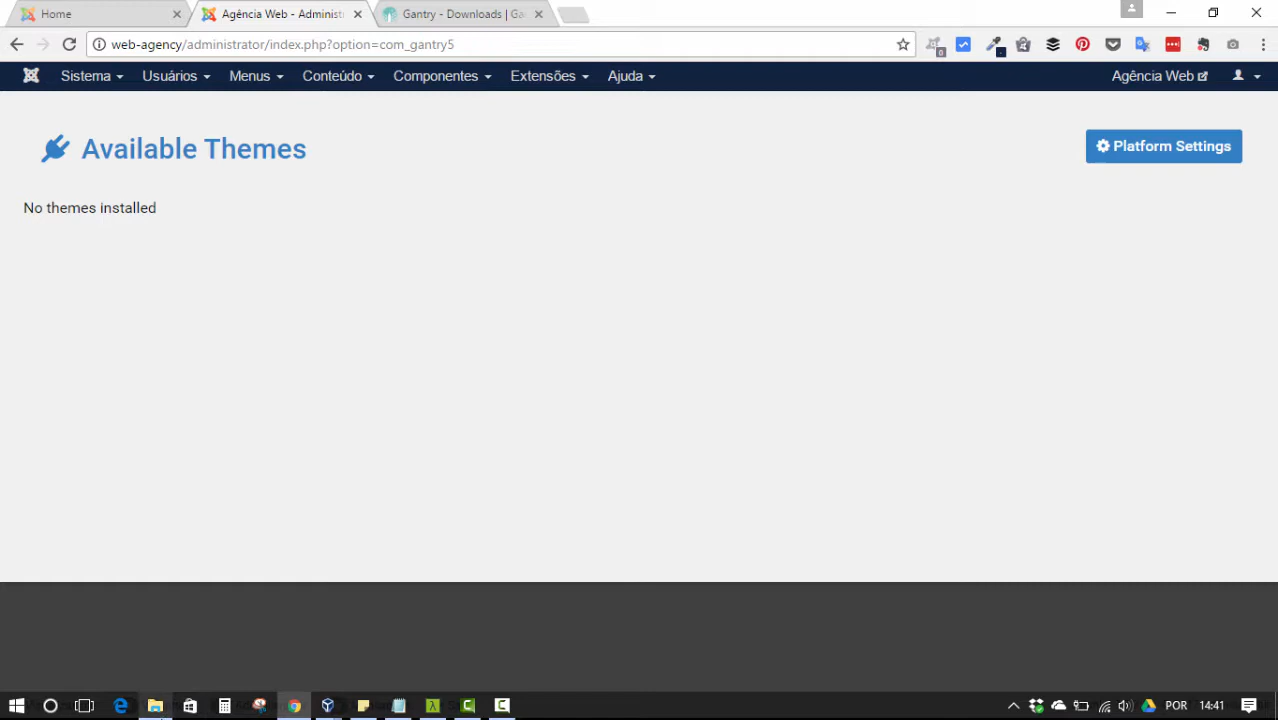 Home
Agência Web - Administ
Gantry - Downloads | Ga
web-agency/administrator/index.php?option=com_gantry5
Sistema Usuários Menus Conteúdo Componentes Extensões Ajuda Agência Web
Available Themes
Platform Settings
No themes installed
POR 14:41